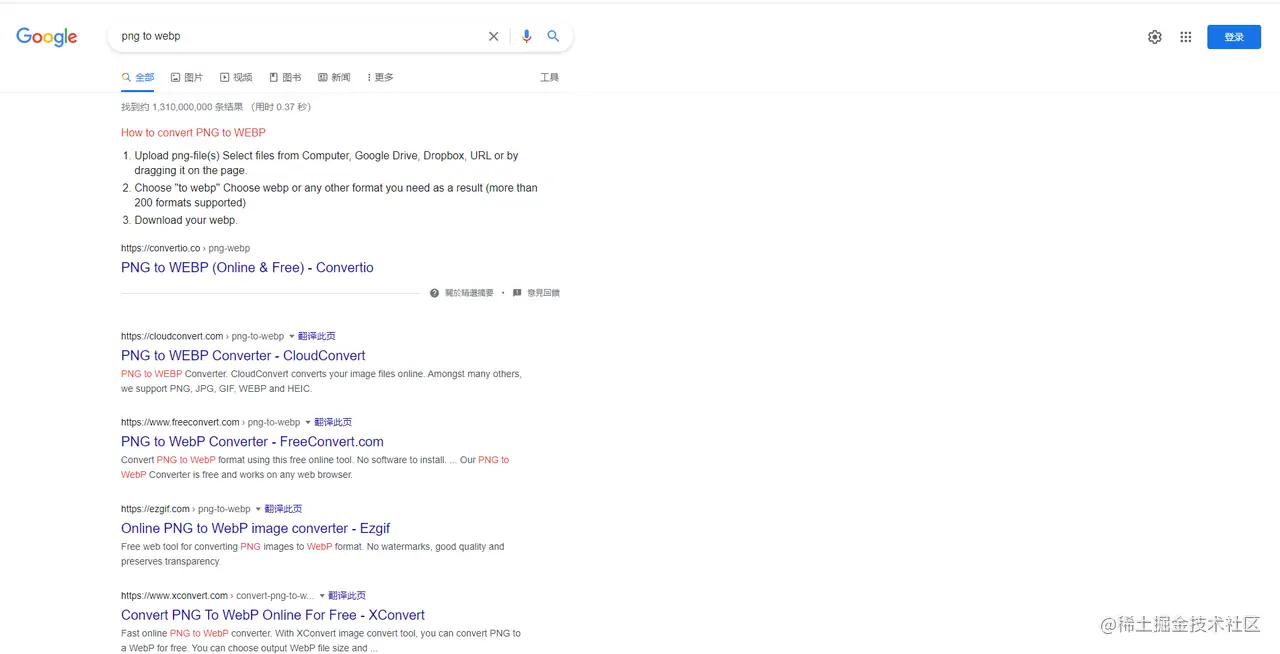 Google
png to webp
登录
全部 图片 视频 图书 新闻 更多 工具
找到约 1,310,000,000 条结果 (用时 0.37 秒)
How to convert PNG to WEBP
1. Upload png-file(s) Select files from Computer, Google Drive, Dropbox, URL or by
dragging it on the page.
2. Choose "to webp" Choose webp or any other format you need as a result (more than
200 formats supported)
3. Download your webp.
https://convertio.co › png-webp
PNG to WEBP (Online & Free) - Convertio
關於精選摘要 • 意見回饋
https://cloudconvert.com › png-to-webp 翻译此页
PNG to WEBP Converter - CloudConvert
PNG to WEBP Converter. CloudConvert converts your image files online. Amongst many others,
we support PNG, JPG, GIF, WEBP and HEIC.
https://www.freeconvert.com › png-to-webp 翻译此页
PNG to WebP Converter - FreeConvert.com
Convert PNG to WebP format using this free online tool. No software to install. ... Our PNG to
WebP Converter is free and works on any web browser.
https://ezgif.com › png-to-webp 翻译此页
Online PNG to WebP image converter - Ezgif
Free web tool for converting PNG images to WebP format. No watermarks, good quality and
preserves transparency.
https://www.xconvert.com › convert-png-to-w... 翻译此页
Convert PNG To WebP Online For Free - XConvert
Fast online PNG to WebP converter. With XConvert image convert tool, you can convert PNG to
a WebP for free. You can choose output WebP file size and ...
@稀土掘金技术社区